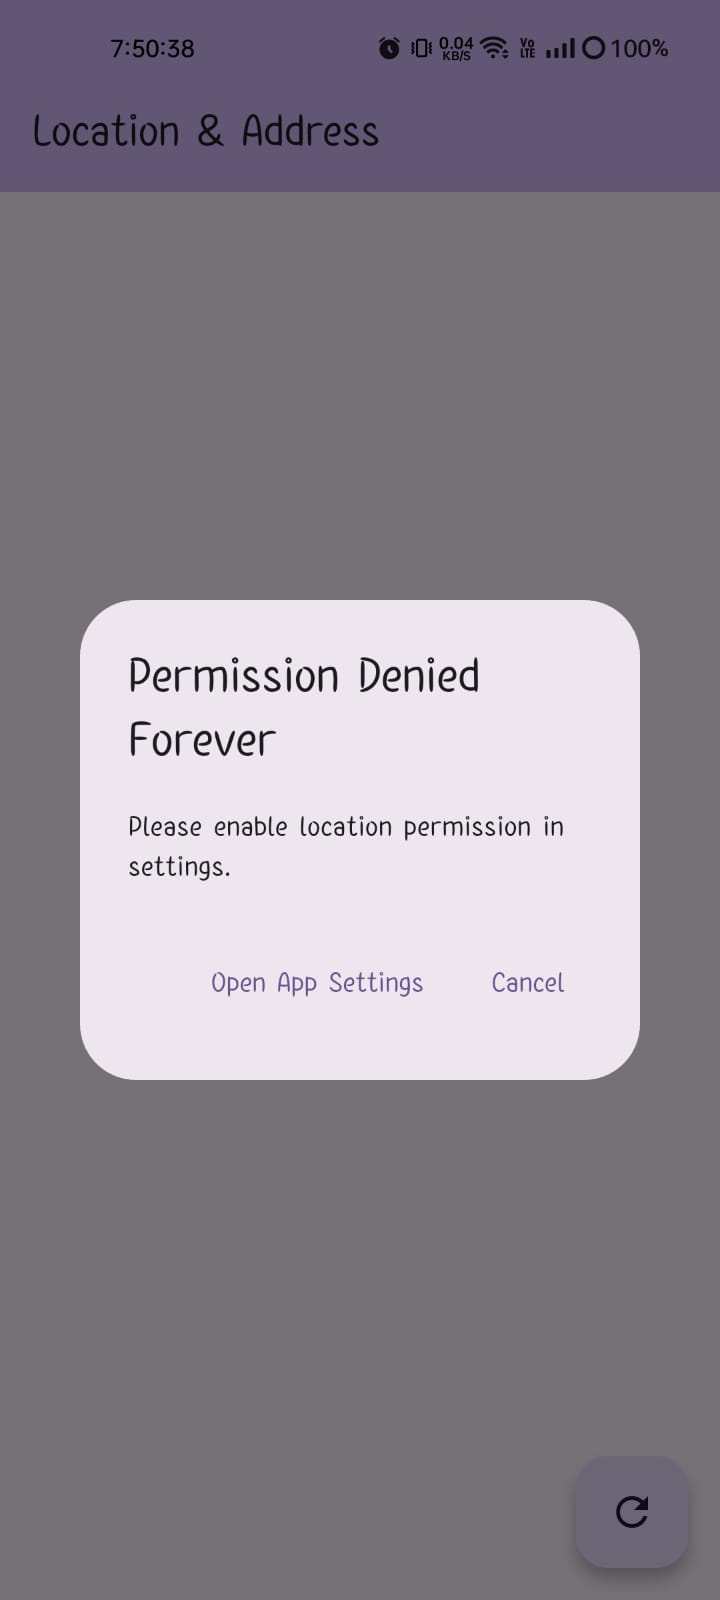 7:50:38 0.04 KB/S Vo LTE 100%
Location & Address
Permission Denied
Forever
Please enable location permission in
settings.
Open App Settings Cancel